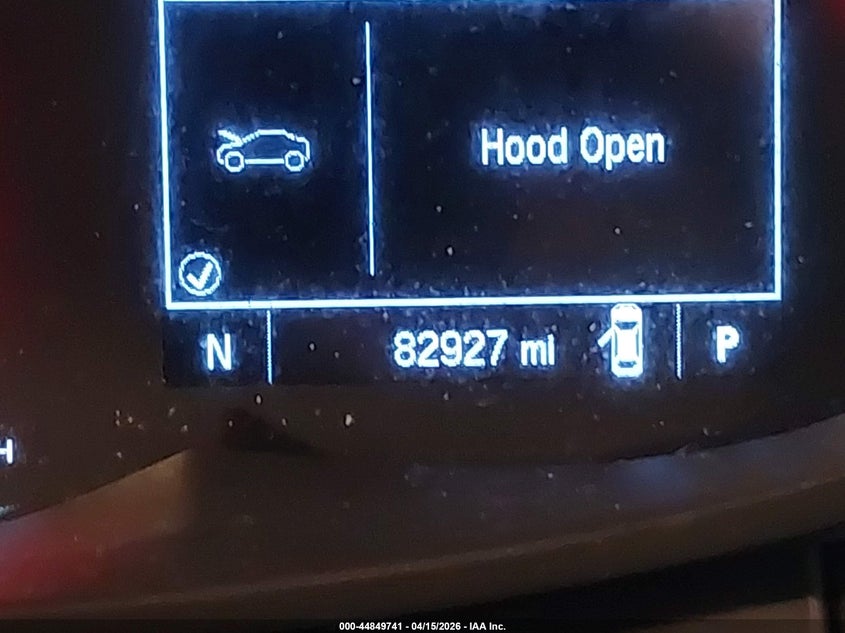 Hood Open
N 82927 mi P
H
000-44849741 - 04/15/2026 - IAA Inc.